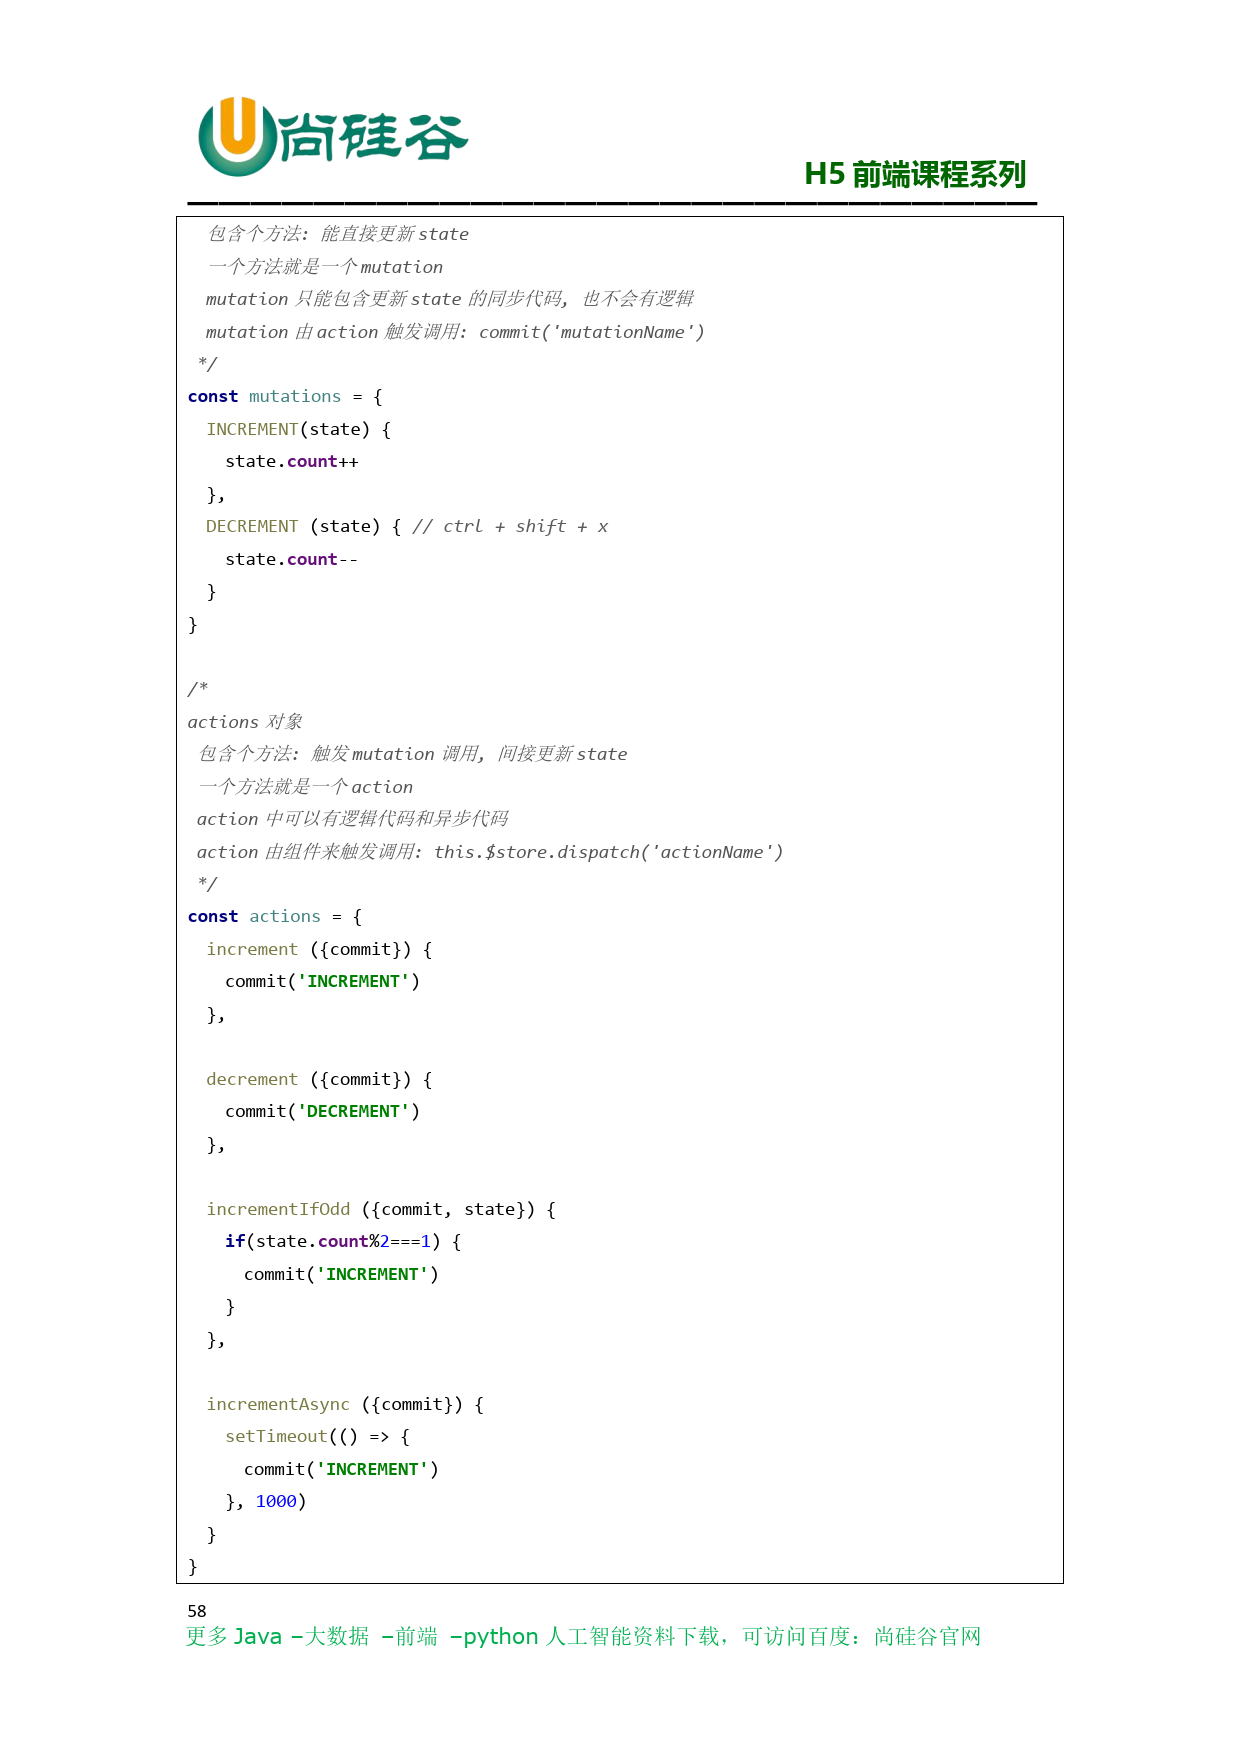 尚硅谷
H5 前端课程系列
包含个方法: 能直接更新 state
一个方法就是一个 mutation
mutation 只能包含更新 state 的同步代码, 也不会有逻辑
mutation 由 action 触发调用: commit('mutationName')
*/
const mutations = {
INCREMENT(state) {
state.count++
},
DECREMENT (state) { // ctrl + shift + x
state.count--
}
}
/*
actions 对象
包含个方法: 触发 mutation 调用, 间接更新 state
一个方法就是一个 action
action 中可以有逻辑代码和异步代码
action 由组件来触发调用: this.$store.dispatch('actionName')
*/
const actions = {
increment ({commit}) {
commit('INCREMENT')
},
decrement ({commit}) {
commit('DECREMENT')
},
incrementIfOdd ({commit, state}) {
if(state.count%2===1) {
commit('INCREMENT')
}
},
incrementAsync ({commit}) {
setTimeout(() => {
commit('INCREMENT')
}, 1000)
}
}
58
更多 Java –大数据 –前端 –python 人工智能资料下载，可访问百度：尚硅谷官网